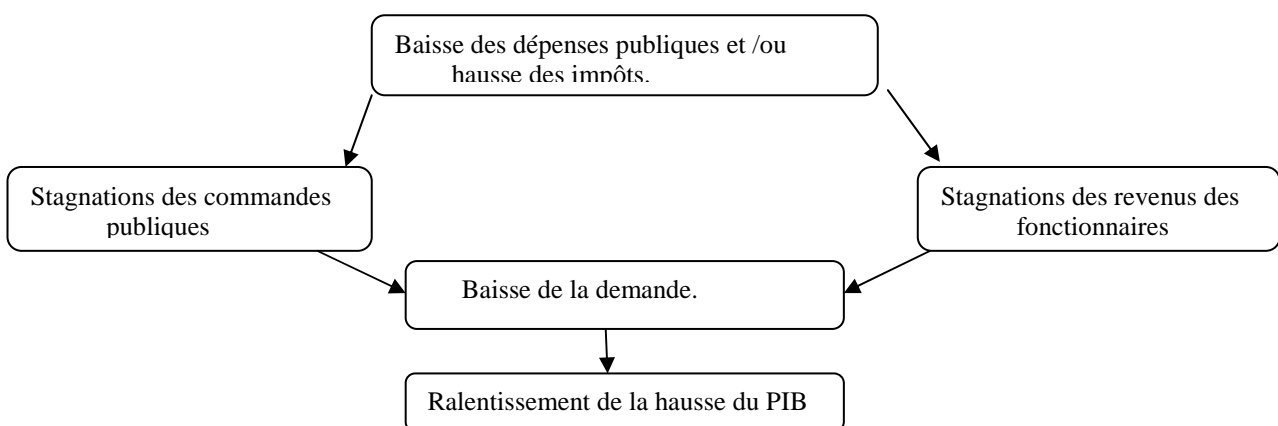 Baisse des dépenses publiques et /ou
hausse des impôts.
Stagnations des commandes
publiques
Stagnations des revenus des
fonctionnaires
Baisse de la demande.
Ralentissement de la hausse du PIB